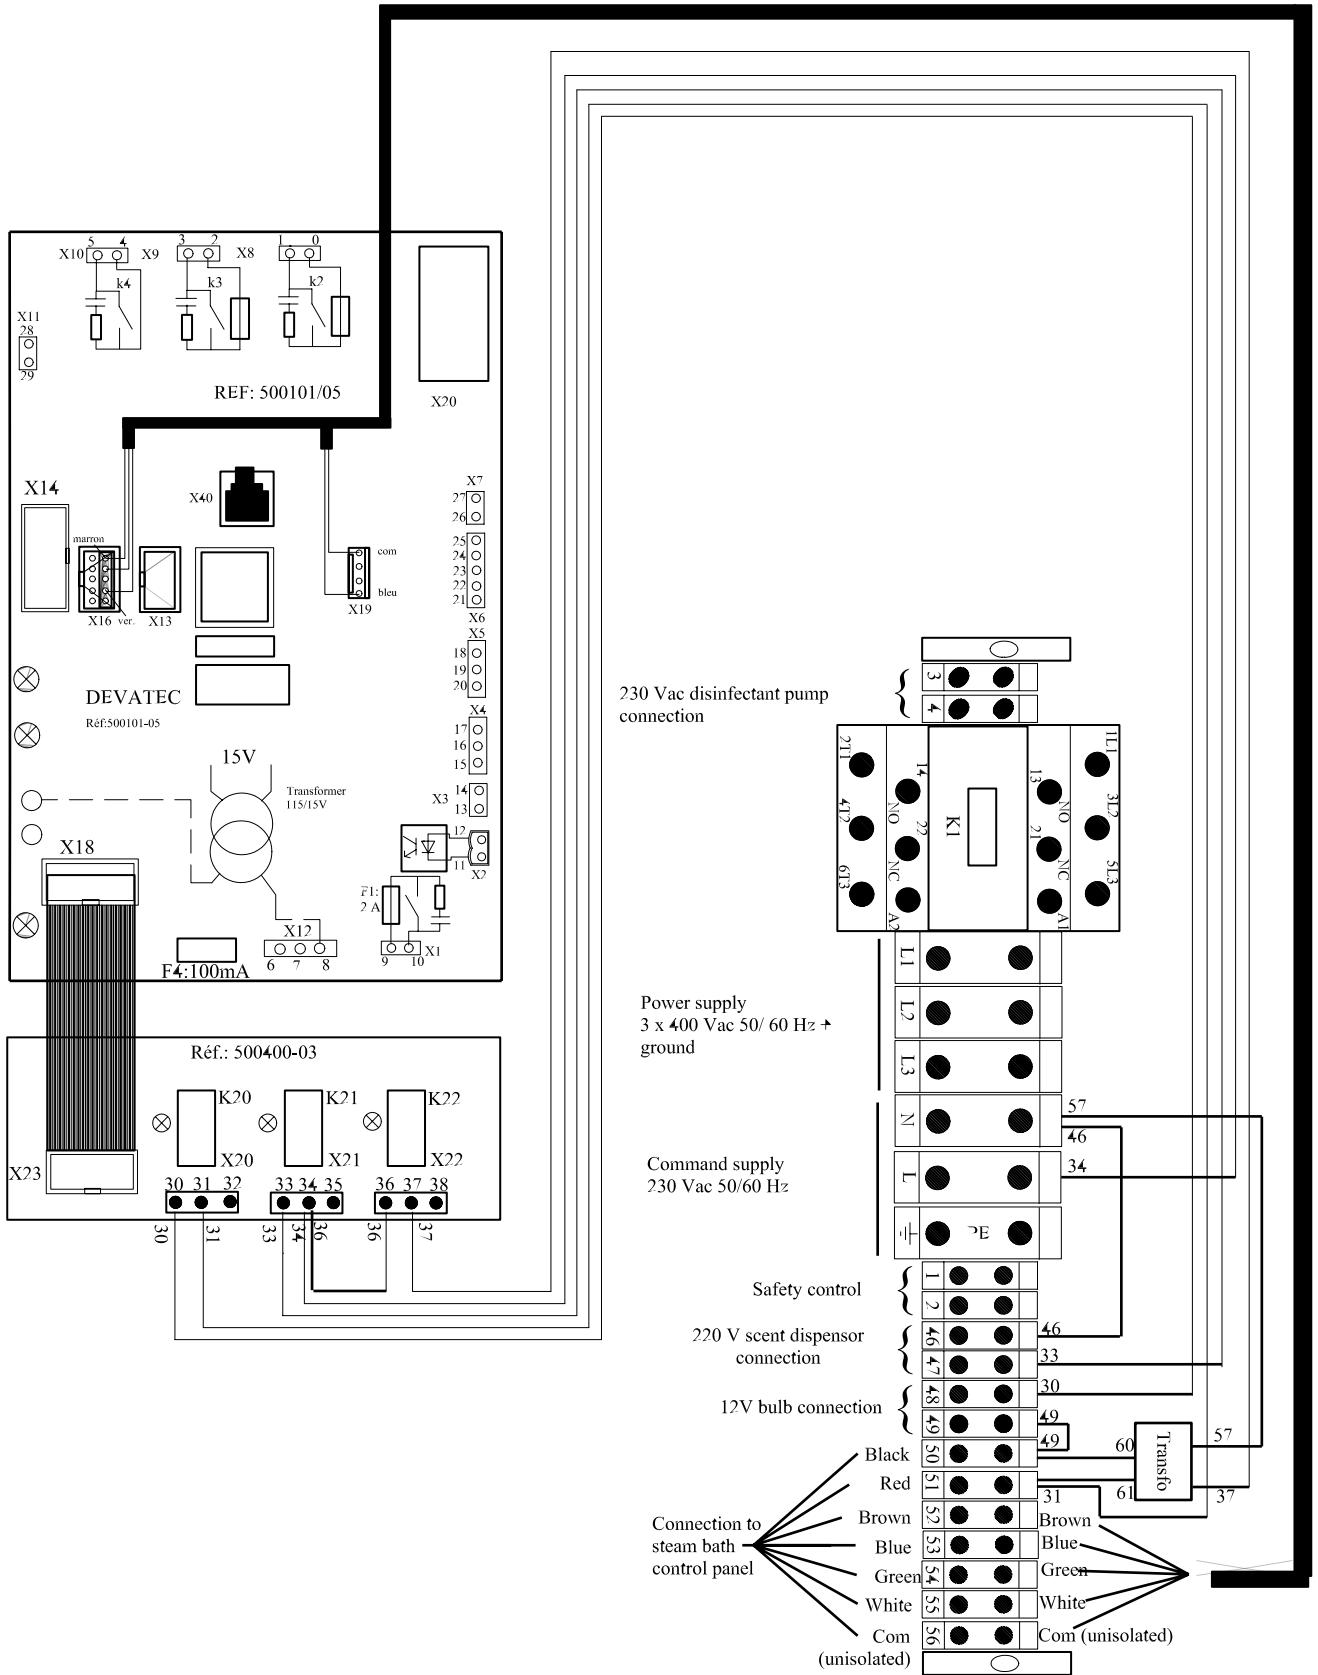 5 4 3 2 1 0
X10 X9 X8
k4 k3 k2
X11
28
29
REF: 500101/05
X20
X14
X40
X7
27
26
marron
com
25
24
23
22
21
bleu
X16 ver. X13
X19
X6
X5
18
19
20
DEVATEC
Réf:500101-05
X4
17
16
15
15V
Transformer
115/15V
X3
14
13
12
11
X2
X18
F1:
2 A
X12
6 7 8
9 10 X1
F4:100mA
Réf.: 500400-03
K20 K21 K22
X23
X20 X21 X22
30 31 32 33 34 35 36 37 38
30 31 33 34 36 36 37
230 Vac disinfectant pump
connection
3
4
2T1 14 13 1L1
NO NO
4T2 22 K1 21 3L2
NC NC
6T3 A2 A1 5L3
Power supply
3 x 400 Vac 50/ 60 Hz +
ground
L1
L2
L3
Command supply
230 Vac 50/60 Hz
N 57
46
L 34
PE
Safety control
1
2
220 V scent dispensor
connection
46 46
47 33
12V bulb connection
48 30
49 49
49
Black 50 60 Transfo 57
Red 51 31 61 37
Connection to
steam bath
control panel
Brown 52 Brown
Blue 53 Blue
Green 54 Green
White 55 White
Com 56 Com (unisolated)
(unisolated)